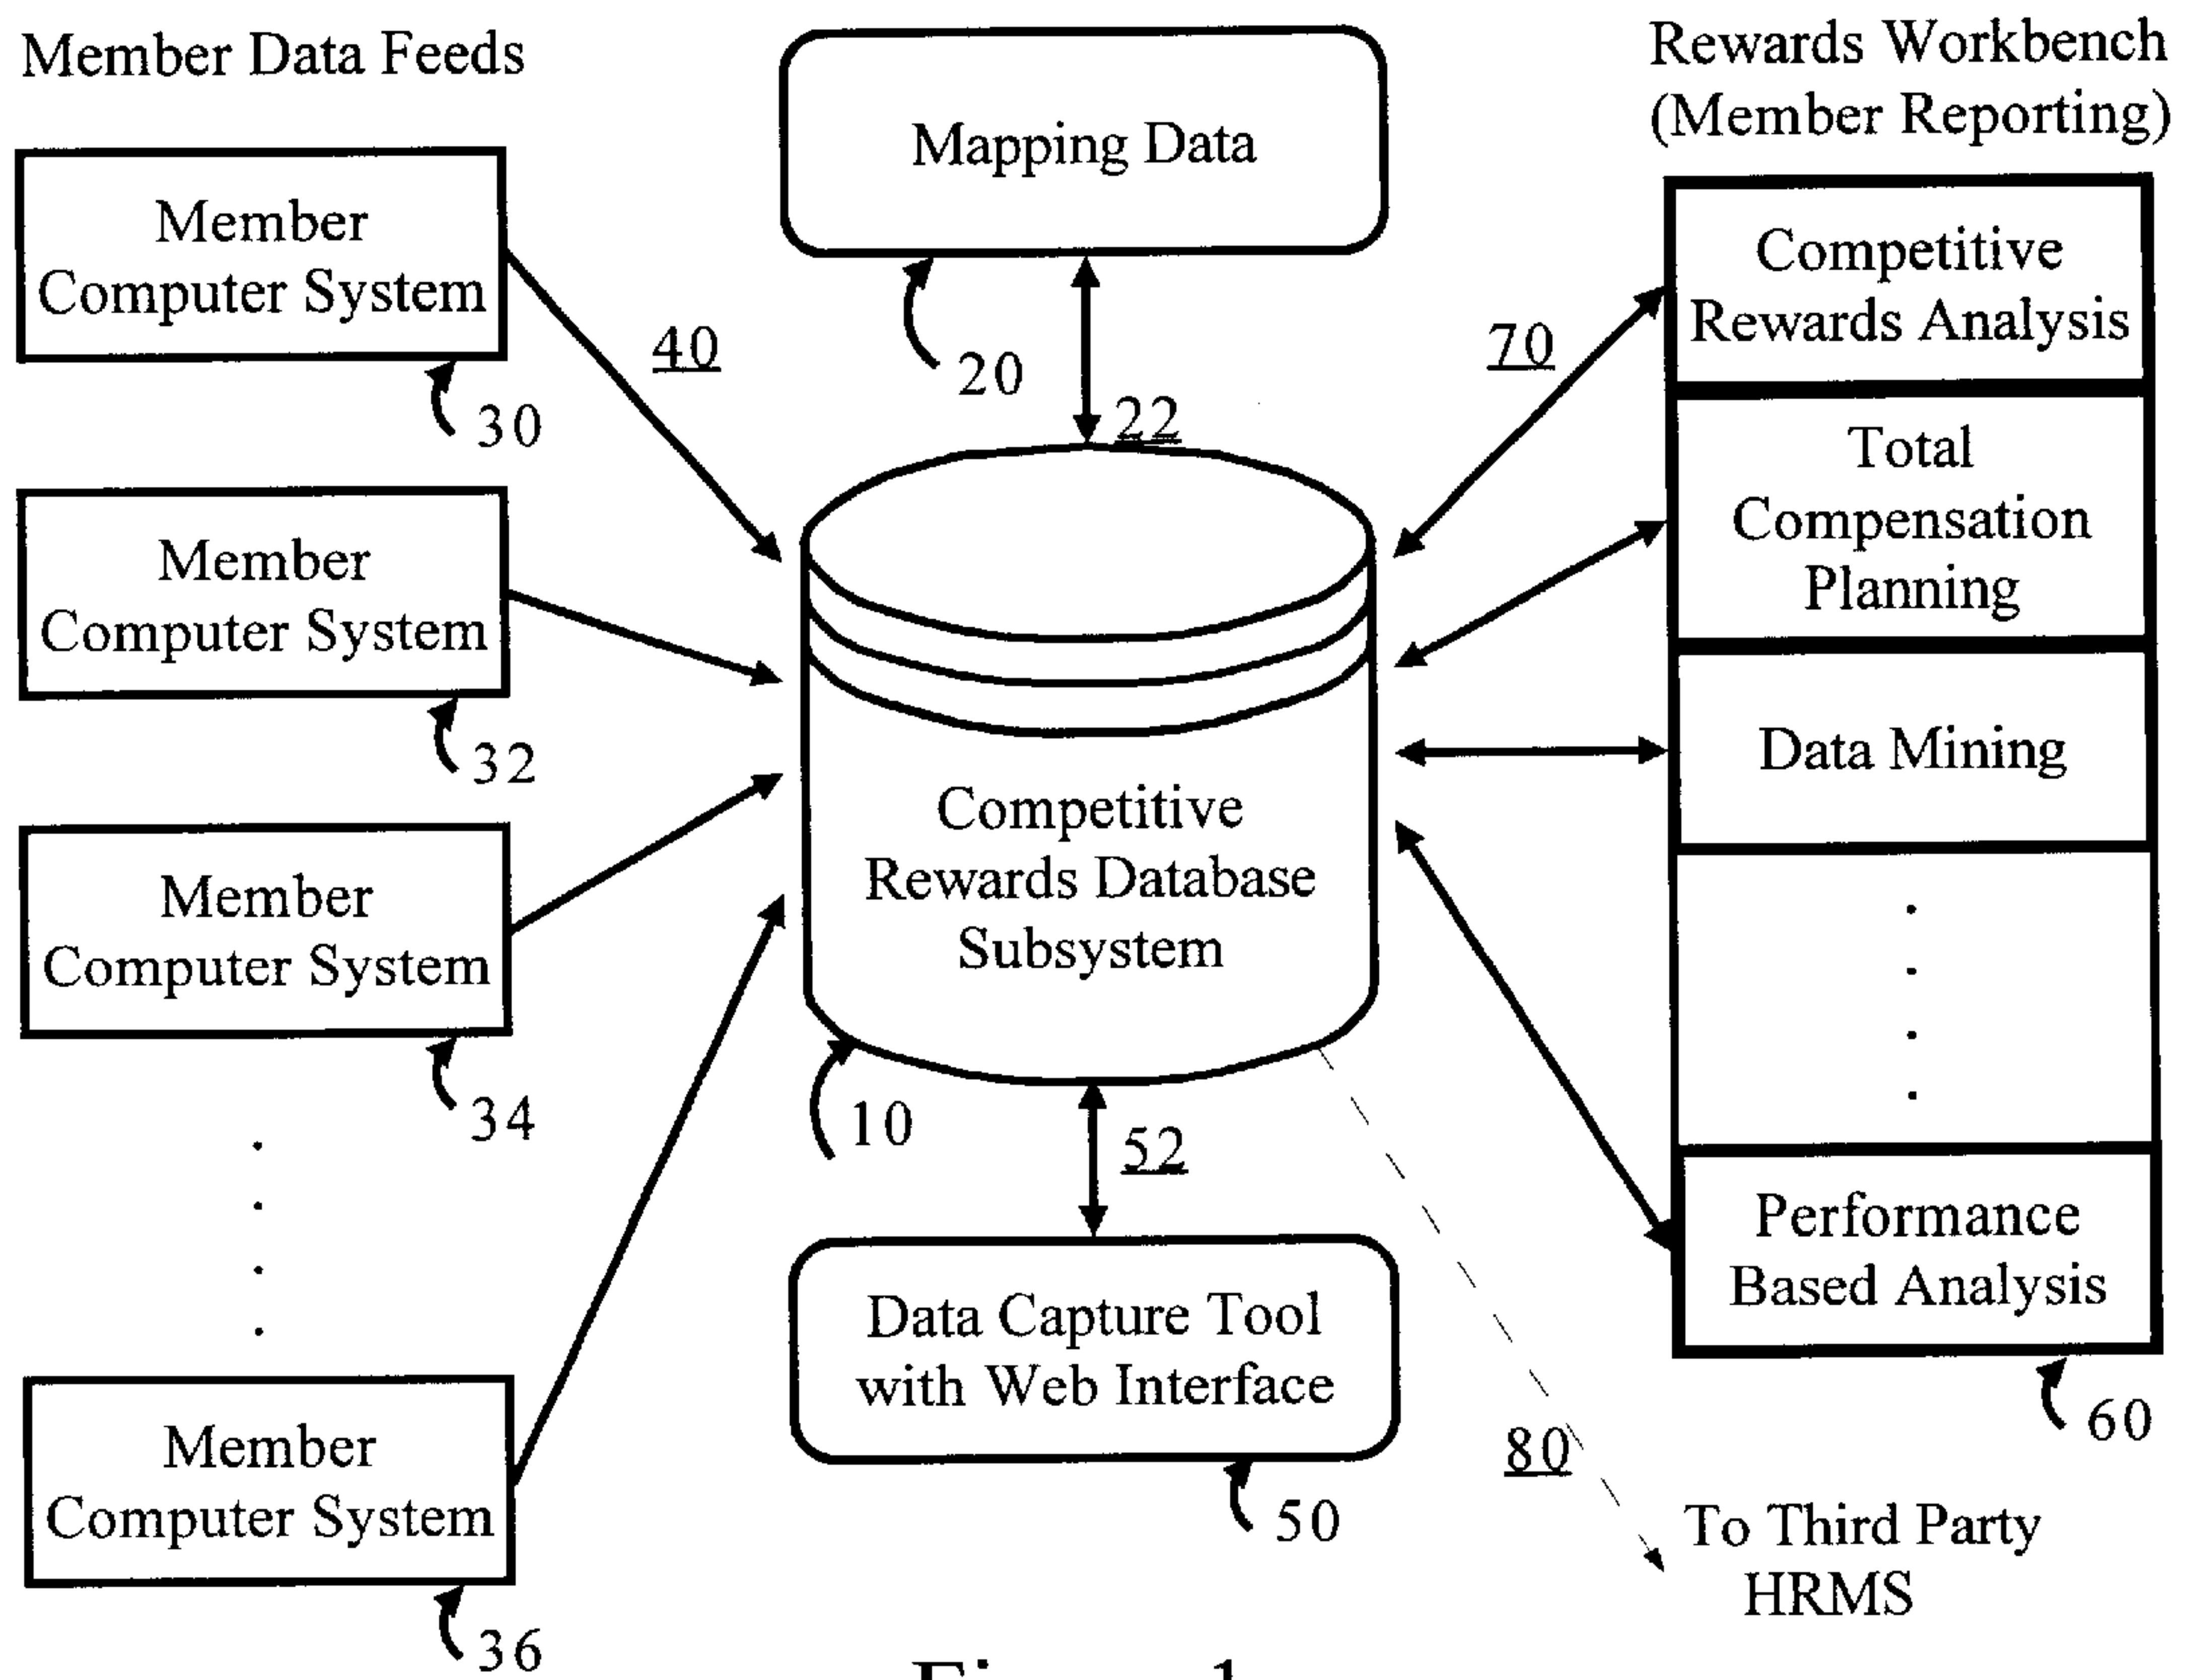 Member Data Feeds
Member
Computer System
30
Member
Computer System
32
Member
Computer System
34
Member
Computer System
36
40
Mapping Data
20
22
Competitive
Rewards Database
Subsystem
10
52
Data Capture Tool
with Web Interface
50
Rewards Workbench
(Member Reporting)
70
Competitive
Rewards Analysis
Total
Compensation
Planning
Data Mining
Performance
Based Analysis
60
80
To Third Party
HRMS